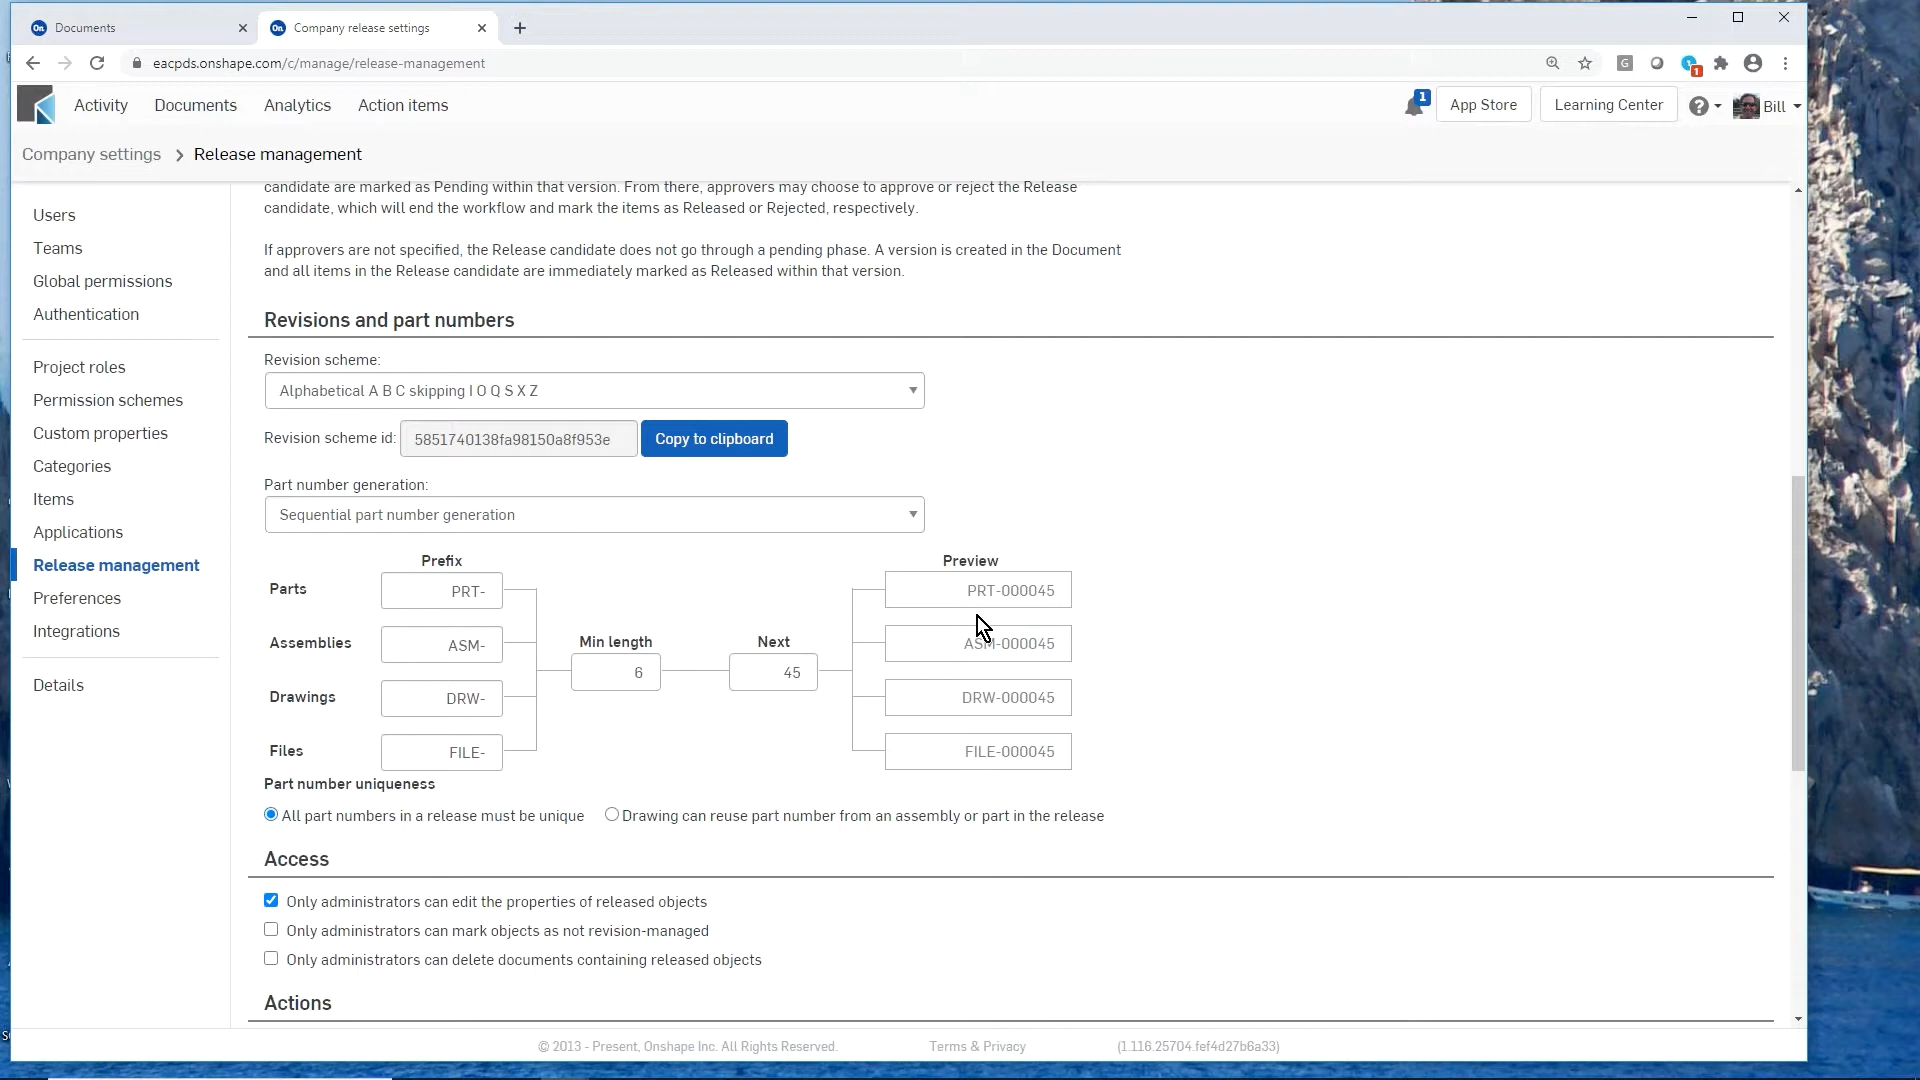 On Documents
On Company release settings
eacpds.onshape.com/c/manage/release-management
G
1
Activity Documents Analytics Action items
1 App Store Learning Center ? Bill
Company settings > Release management
candidate are marked as Pending within that version. From there, approvers may choose to approve or reject the Release
candidate, which will end the workflow and mark the items as Released or Rejected, respectively.
If approvers are not specified, the Release candidate does not go through a pending phase. A version is created in the Document
and all items in the Release candidate are immediately marked as Released within that version.
Users
Teams
Global permissions
Authentication
Project roles
Permission schemes
Custom properties
Categories
Items
Applications
Release management
Preferences
Integrations
Details
Revisions and part numbers
Revision scheme:
Alphabetical A B C skipping I O Q S X Z
Revision scheme id: 5851740138fa98150a8f953e Copy to clipboard
Part number generation:
Sequential part number generation
Prefix Preview
Parts PRT- PRT-000045
Assemblies ASM- Min length Next ASM-000045
6 45
Drawings DRW- DRW-000045
Files FILE- FILE-000045
Part number uniqueness
All part numbers in a release must be unique Drawing can reuse part number from an assembly or part in the release
Access
Only administrators can edit the properties of released objects
Only administrators can mark objects as not revision-managed
Only administrators can delete documents containing released objects
Actions
© 2013 - Present, Onshape Inc. All Rights Reserved. Terms & Privacy (1.116.25704.fef4d27b6a33)